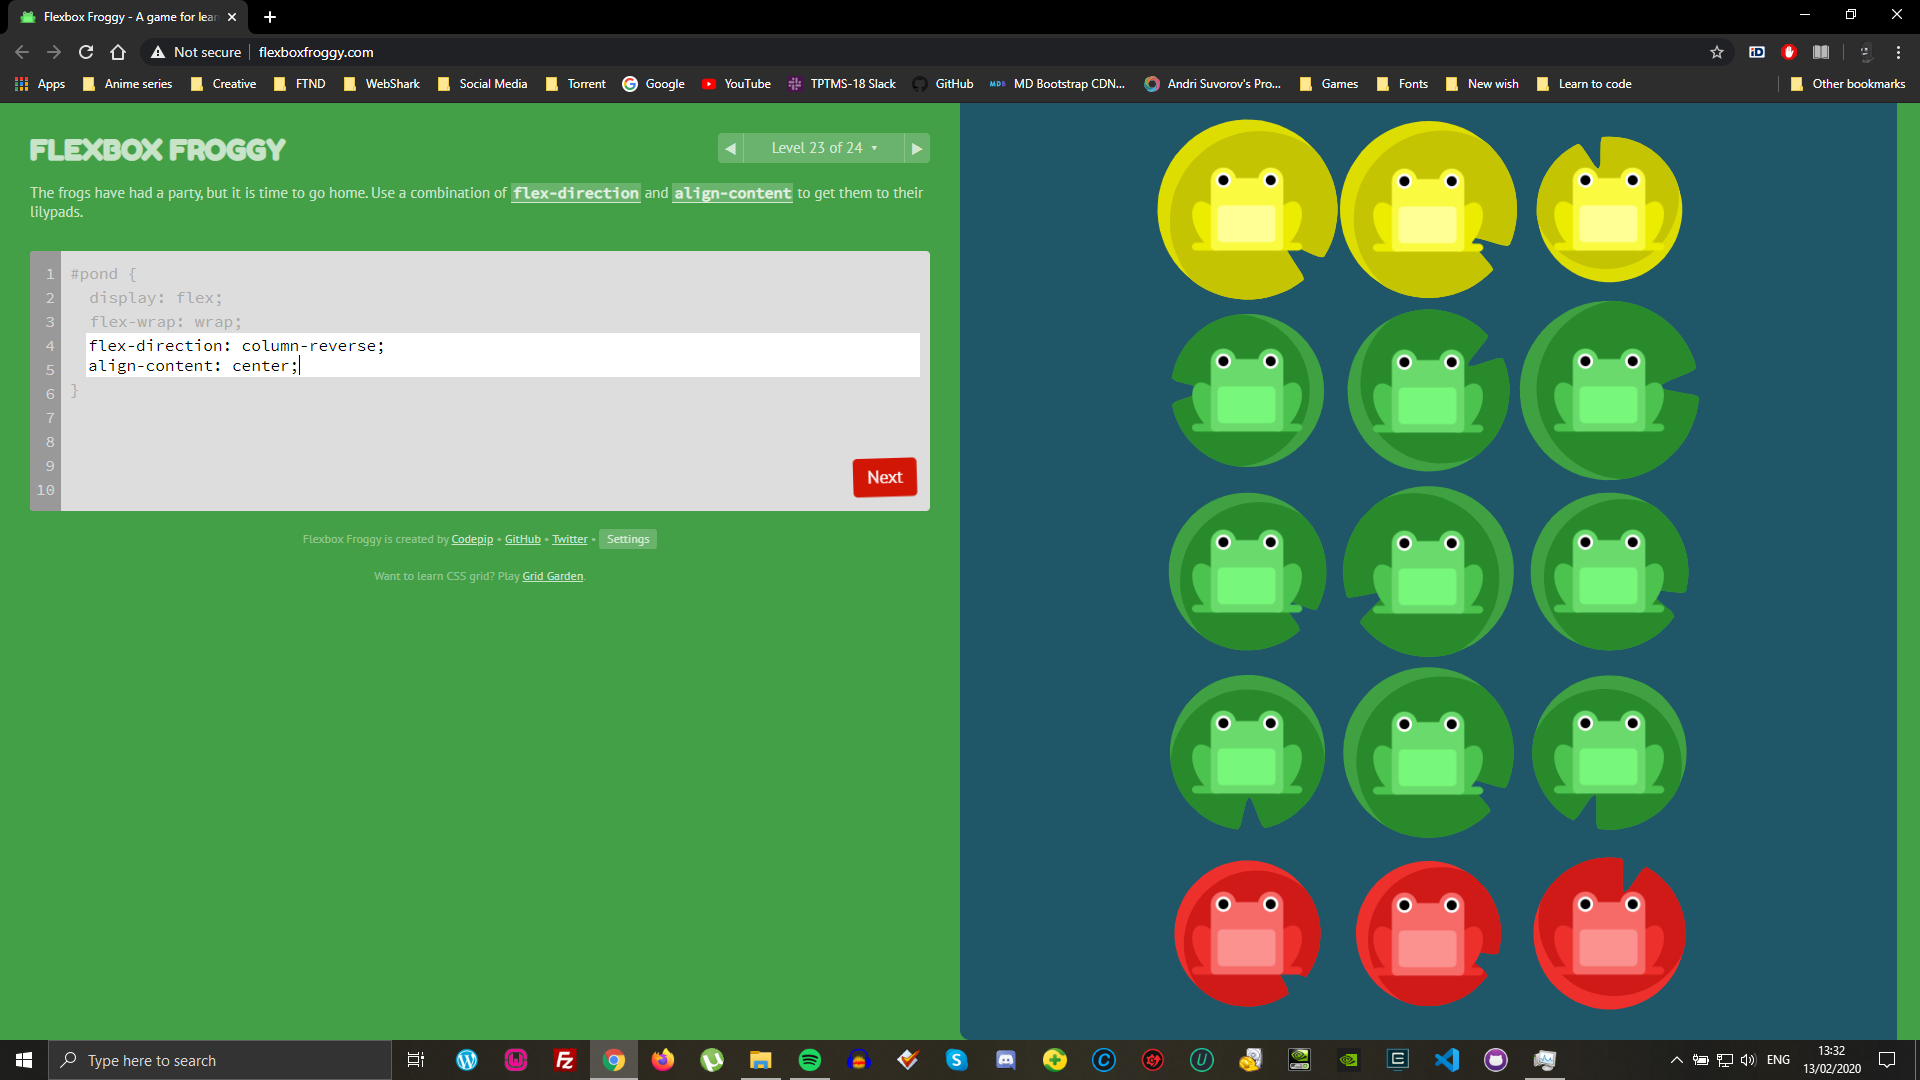 Flexbox Froggy - A game for lear
Not secure
flexboxfroggy.com
Apps
Anime series
Creative
FTND
WebShark
Social Media
Torrent
Google
YouTube
TPTMS-18 Slack
GitHub
MD Bootstrap CDN...
Andri Suvorov's Pro...
Games
Fonts
New wish
Learn to code
Other bookmarks
FLEXBOX FROGGY
◀ Level 23 of 24 ▾ ▶
The frogs have had a party, but it is time to go home. Use a combination of flex-direction and align-content to get them to their
lilypads.
1 #pond {
2 display: flex;
3 flex-wrap: wrap;
4 flex-direction: column-reverse;
5 align-content: center;
6 }
7
8
9
10
Next
Flexbox Froggy is created by Codepip • GitHub • Twitter • Settings
Want to learn CSS grid? Play Grid Garden.
Type here to search
ENG
13:32
13/02/2020